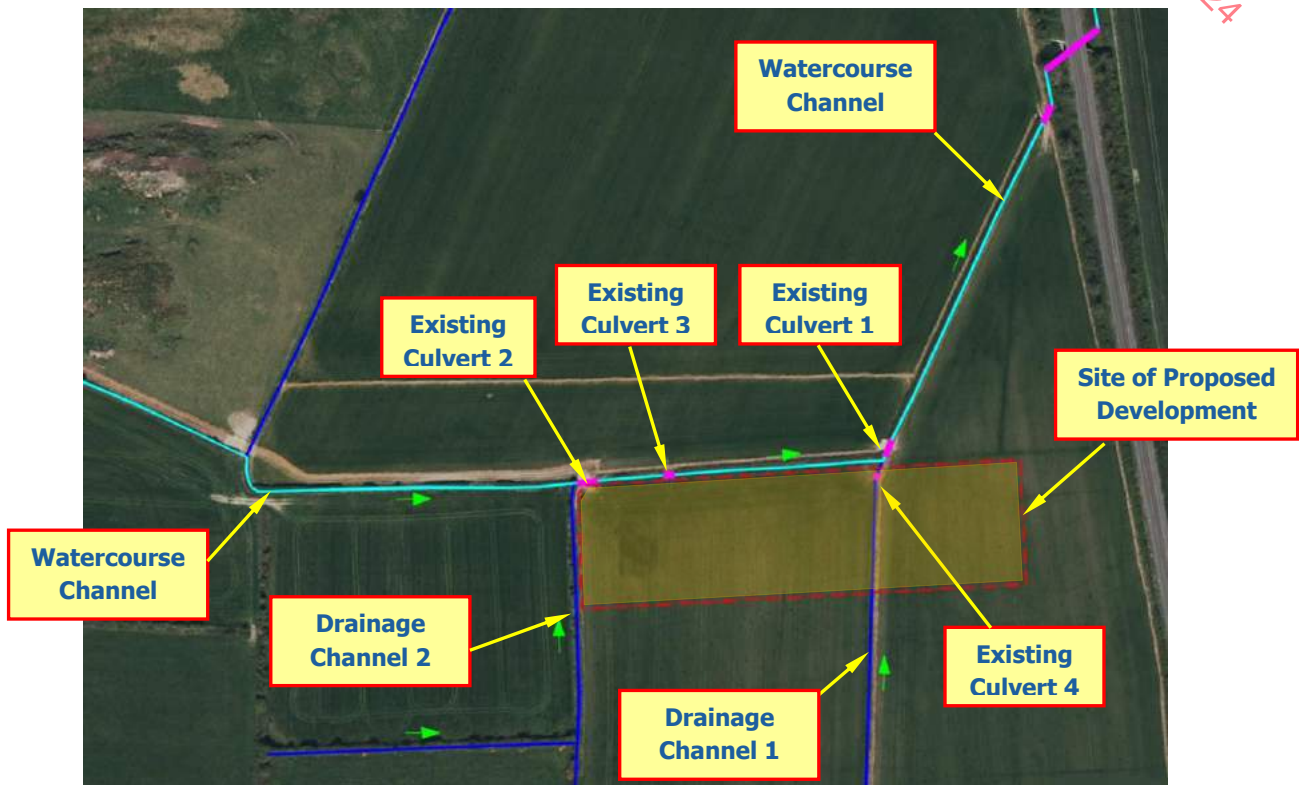 24
Watercourse
Channel
Existing
Culvert 3
Existing
Culvert 1
Existing
Culvert 2
Site of Proposed
Development
Watercourse
Channel
Drainage
Channel 2
Existing
Culvert 4
Drainage
Channel 1